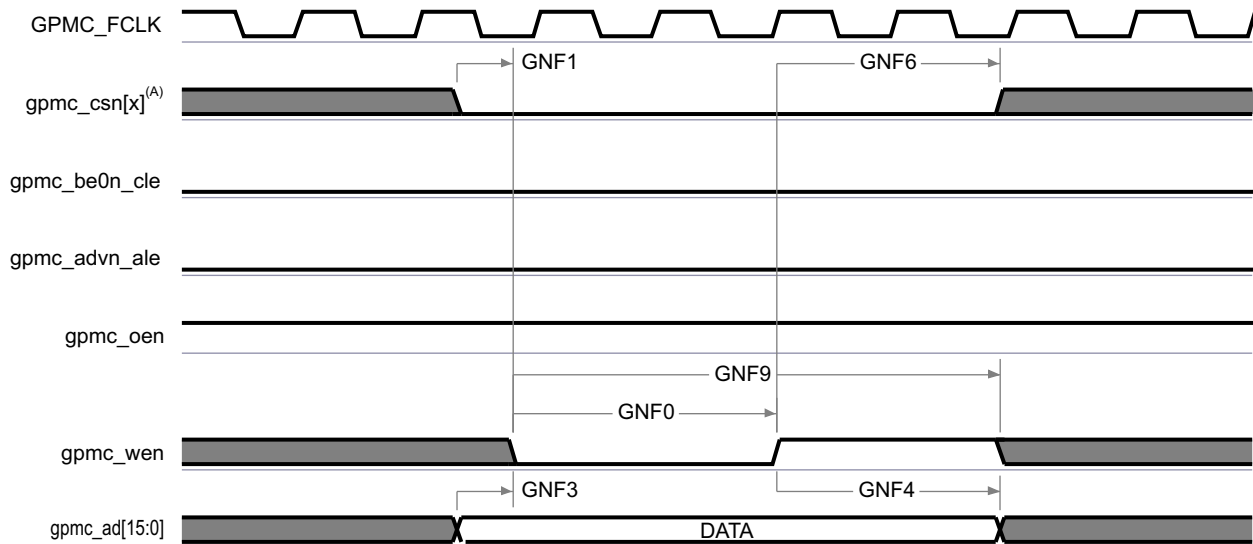 GPMC_FCLK
GNF1
GNF6
gpmc_csn[x](A)
gpmc_be0n_cle
gpmc_advn_ale
gpmc_oen
GNF9
GNF0
gpmc_wen
GNF3
GNF4
gpmc_ad[15:0]
DATA